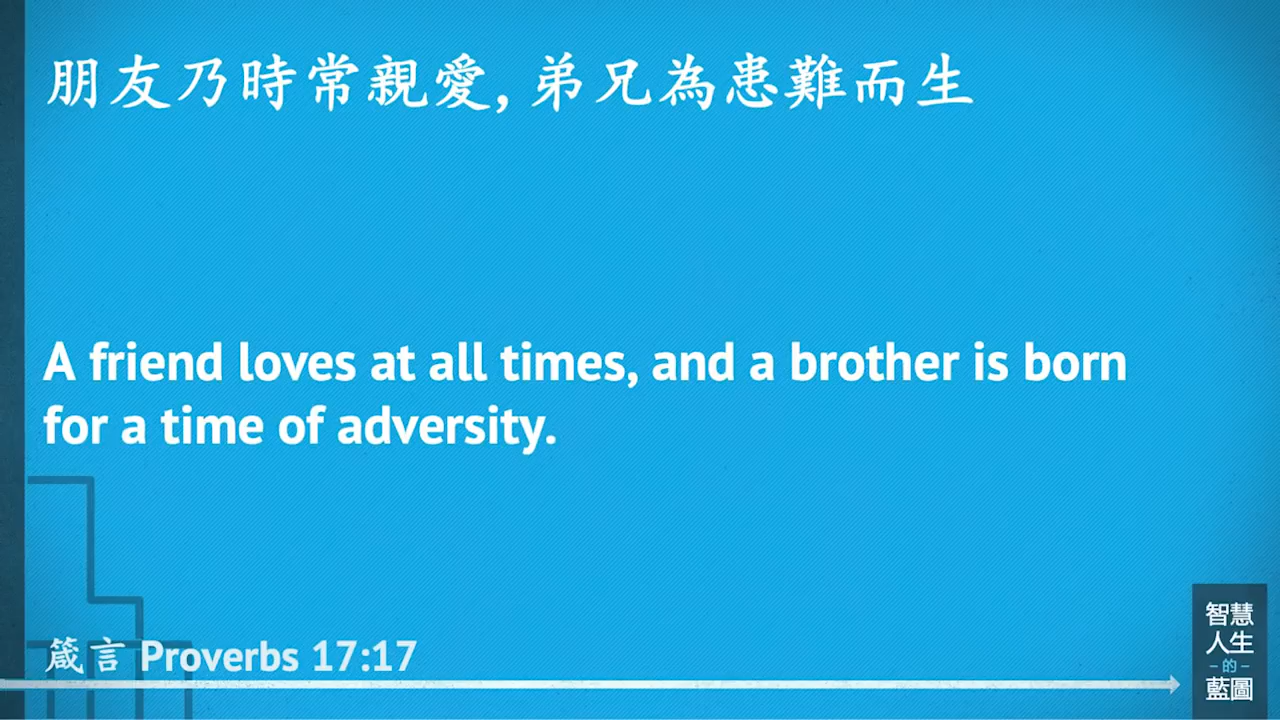 朋友乃時常親愛, 弟兄為患難而生
A friend loves at all times, and a brother is born
for a time of adversity.
箴言 Proverbs 17:17
智慧
人生
–的–
藍圖